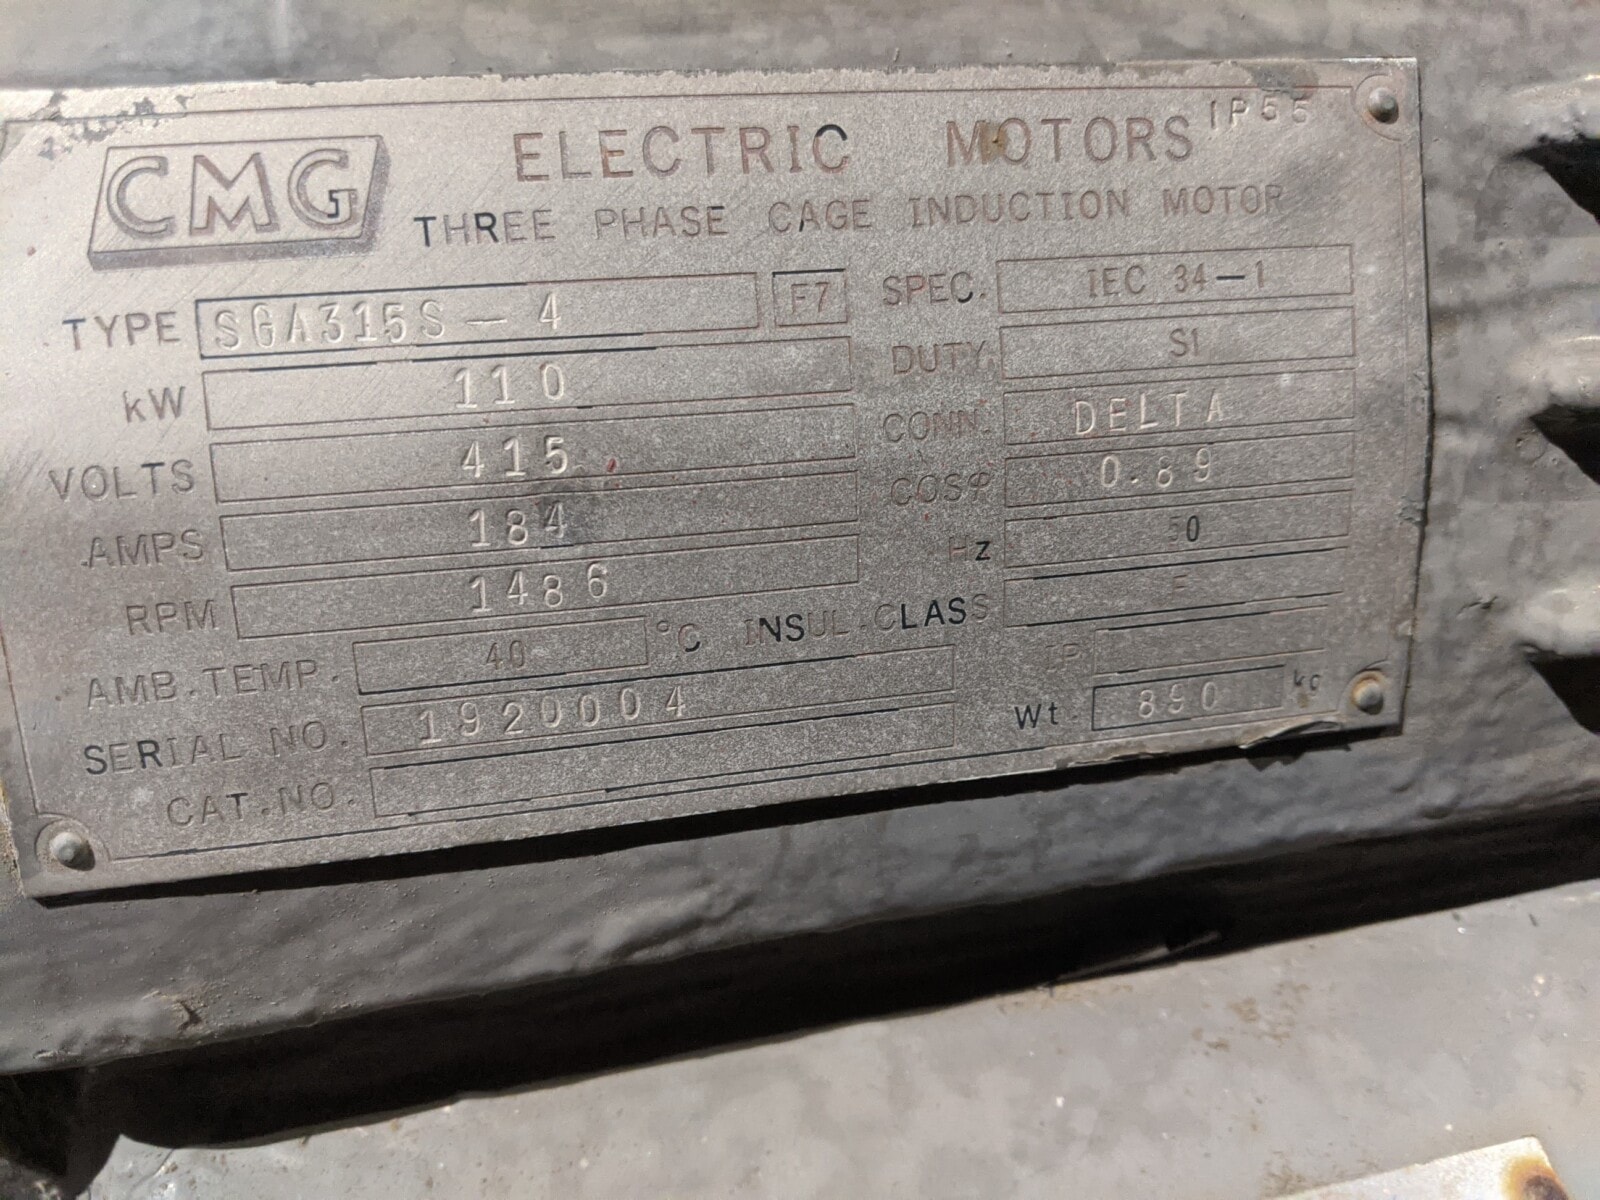 CMG ELECTRIC MOTORS IP55
THREE PHASE CAGE INDUCTION MOTOR
TYPE SGA315S-4 F7 SPEC. IEC 34-1
kW 110 DUTY S1
VOLTS 415 CONN. DELTA
AMPS 184 COSφ 0.89
RPM 1486 Hz 50
AMB.TEMP. 40 °C INSUL.CLASS F
SERIAL NO. 1920004 IP
CAT.NO. Wt. 890 kg